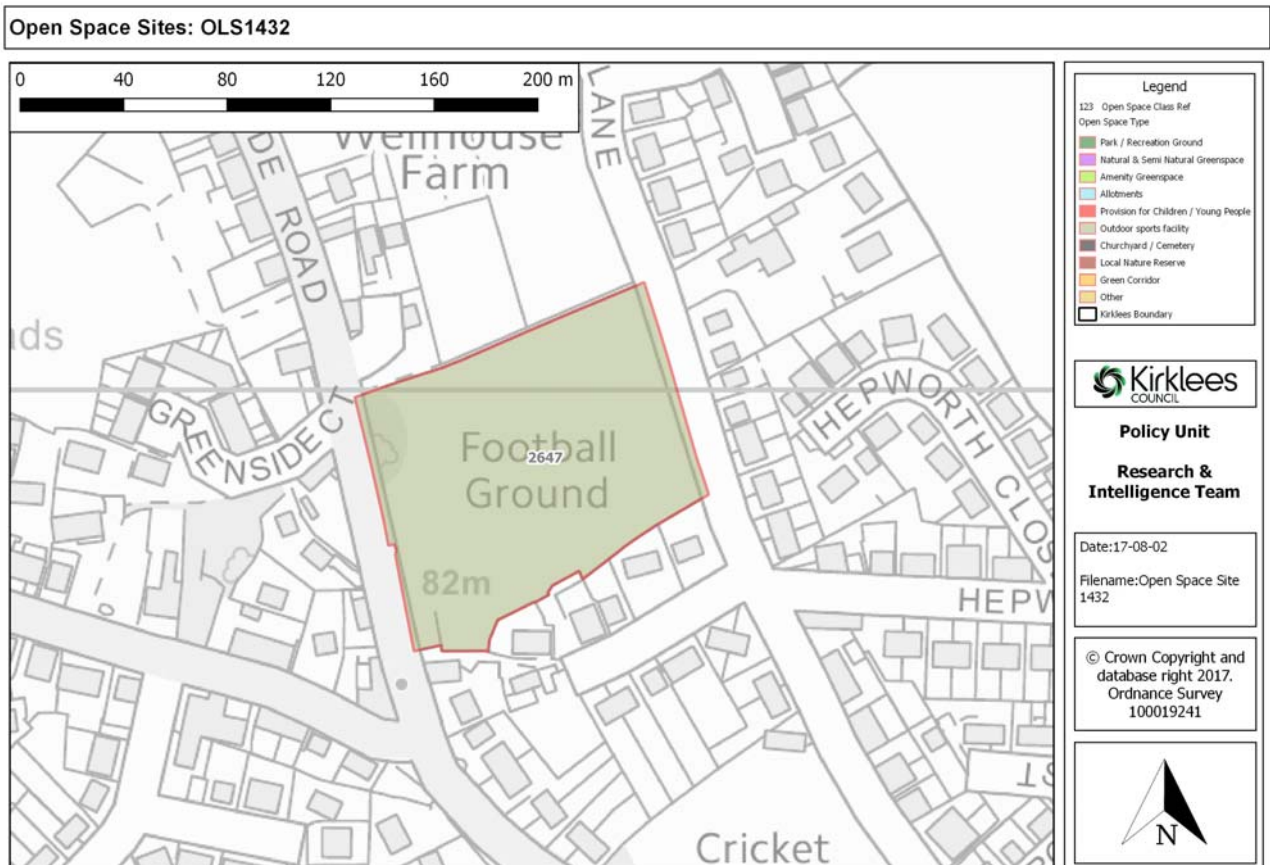 Open Space Sites: OLS1432
0 40 80 120 160 200 m
Wellhouse
Farm
LANE
DE ROAD
ads
GREENSIDE CT
Football
2647
Ground
82m
HEPWORTH CLOS
HEPW
ST
Cricket
Legend
123 Open Space Class Ref
Open Space Type
Park / Recreation Ground
Natural & Semi Natural Greenspace
Amenity Greenspace
Allotments
Provision for Children / Young People
Outdoor sports facility
Churchyard / Cemetery
Local Nature Reserve
Green Corridor
Other
Kirklees Boundary
Kirklees
COUNCIL
Policy Unit
Research &
Intelligence Team
Date:17-08-02
Filename:Open Space Site
1432
© Crown Copyright and
database right 2017.
Ordnance Survey
100019241
N